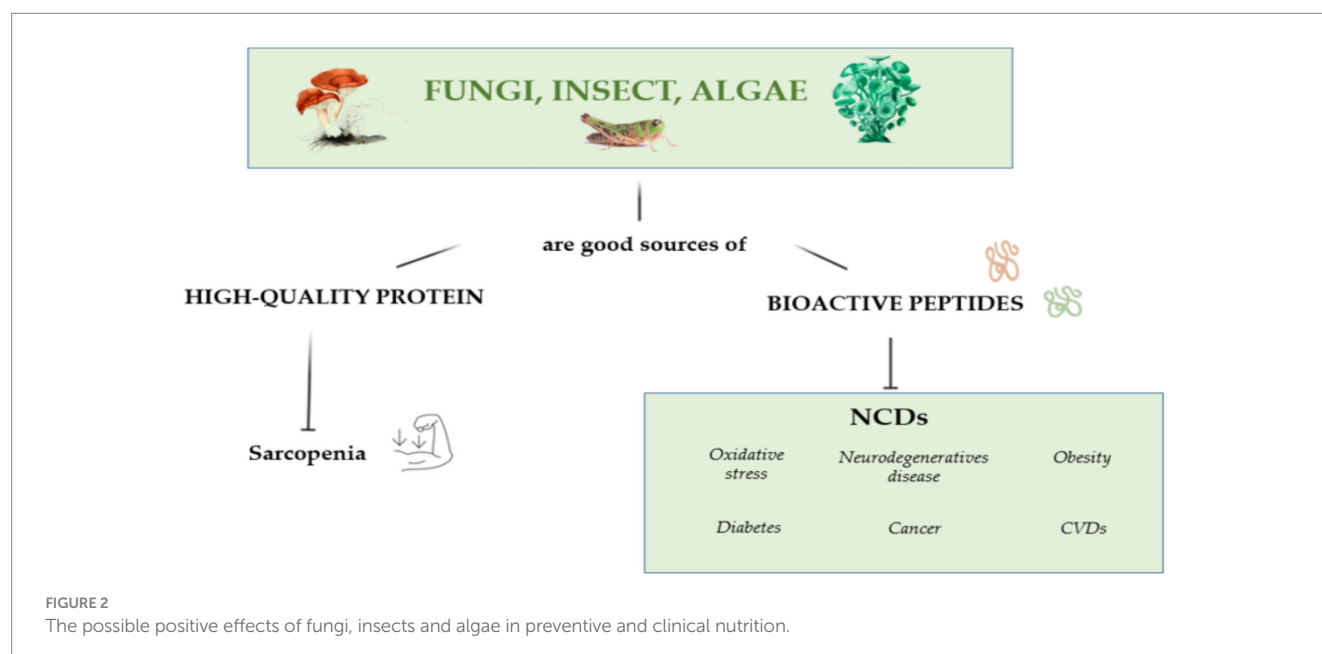 FUNGI, INSECT, ALGAE
are good sources of
HIGH-QUALITY PROTEIN
BIOACTIVE PEPTIDES
Sarcopenia
NCDs
Oxidative
stress
Neurodegeneratives
disease
Obesity
Diabetes
Cancer
CVDs
FIGURE 2
The possible positive effects of fungi, insects and algae in preventive and clinical nutrition.